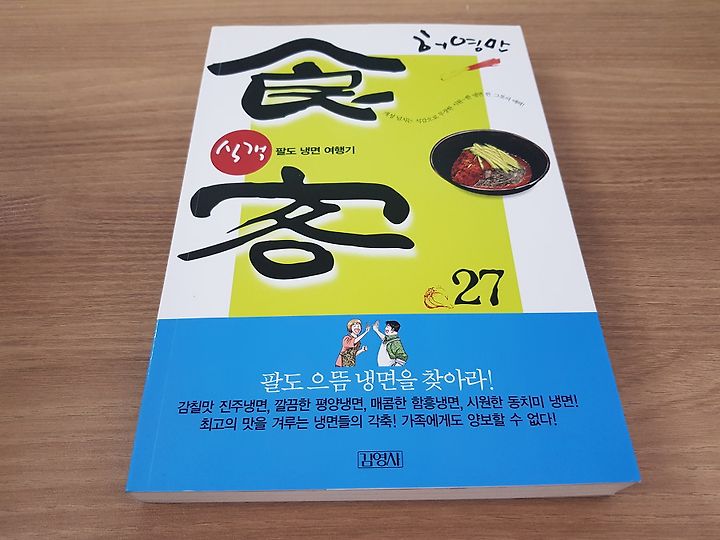 허영만
食
식객 팔도 냉면 여행기
客
27
팔도 으뜸 냉면을 찾아라!
감칠맛 진주냉면, 깔끔한 평양냉면, 매콤한 함흥냉면, 시원한 동치미 냉면!
최고의 맛을 겨루는 냉면들의 각축! 가족에게도 양보할 수 없다!
김영사